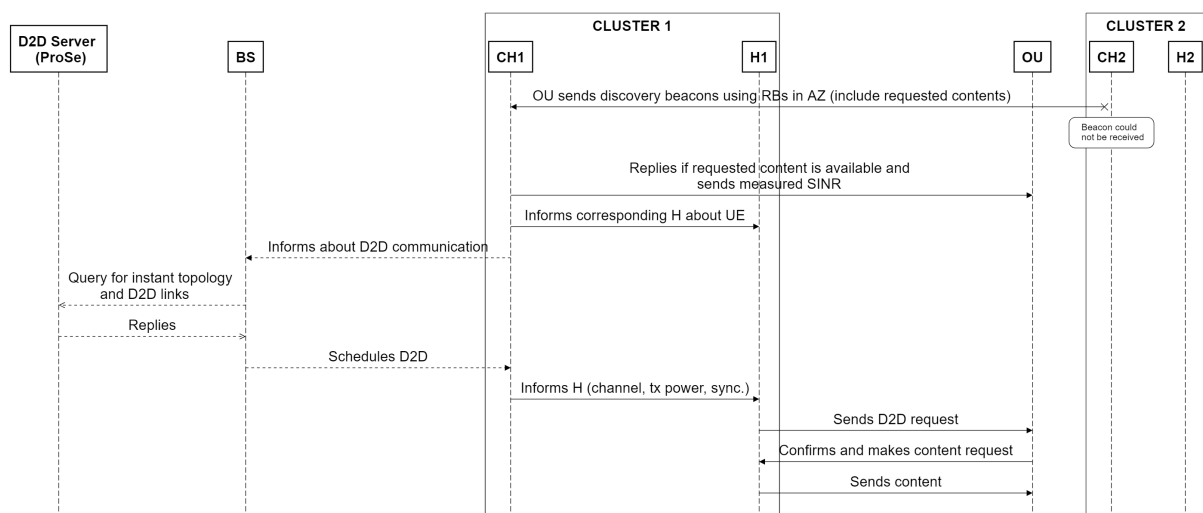 CLUSTER 1
CLUSTER 2
D2D Server
(ProSe)
BS
CH1
H1
OU
CH2
H2
OU sends discovery beacons using RBs in AZ (include requested contents)
Beacon could
not be received
Replies if requested content is available and
sends measured SINR
Informs corresponding H about UE
Informs about D2D communication
Query for instant topology
and D2D links
Replies
Schedules D2D
Informs H (channel, tx power, sync.)
Sends D2D request
Confirms and makes content request
Sends content